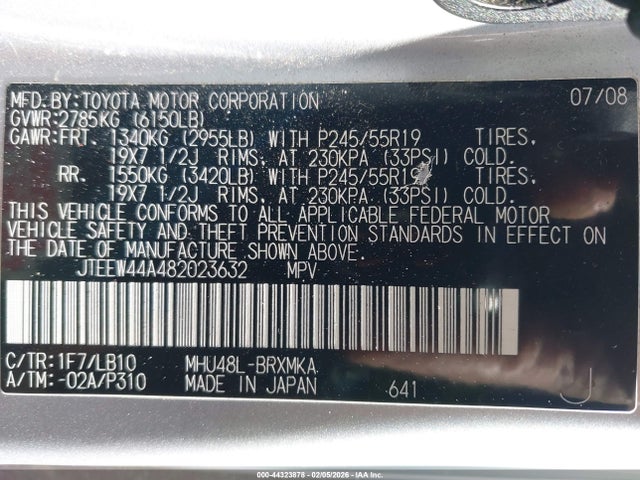 MFD.BY:TOYOTA MOTOR CORPORATION 07/08
GVWR:2785KG (6150LB)
GAWR:FRT. 1340KG (2955LB) WITH P245/55R19 TIRES,
19X7 1/2J RIMS, AT 230KPA (33PSI) COLD.
RR. 1550KG (3420LB) WITH P245/55R19 TIRES,
19X7 1/2J RIMS, AT 230KPA (33PSI) COLD.
THIS VEHICLE CONFORMS TO ALL APPLICABLE FEDERAL MOTOR
VEHICLE SAFETY AND THEFT PREVENTION STANDARDS IN EFFECT ON
THE DATE OF MANUFACTURE SHOWN ABOVE.
JTEEW44A482023632 MPV
C/TR:1F7/LB10 MHU48L-BRXMKA
A/TM:-02A/P310 MADE IN JAPAN 641 J
000-44323878 - 02/05/2026 - IAA Inc.